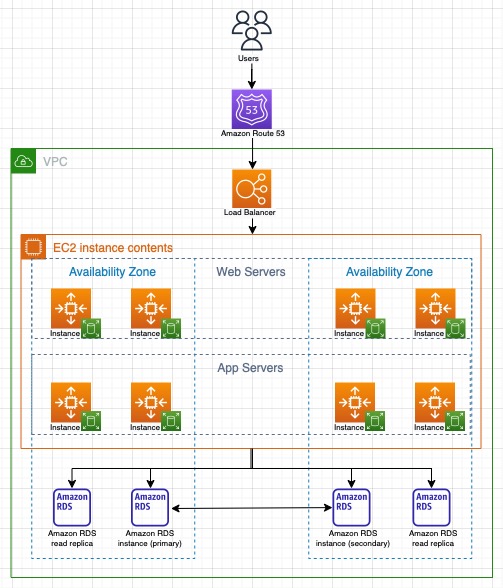 Users
53
Amazon Route 53
VPC
Load Balancer
EC2 instance contents
Availability Zone
Web Servers
Availability Zone
Instance
Instance
Instance
Instance
App Servers
Instance
Instance
Instance
Instance
Amazon
RDS
Amazon
RDS
Amazon
RDS
Amazon
RDS
Amazon RDS
read replica
Amazon RDS
instance (primary)
Amazon RDS
instance (secondary)
Amazon RDS
read replica